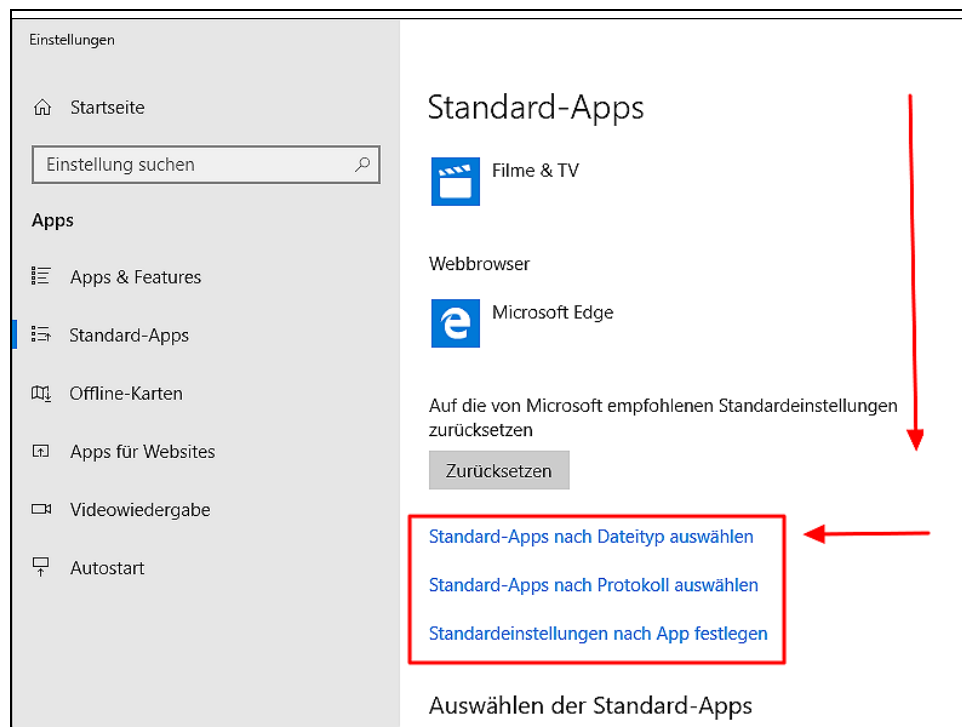 Einstellungen
Startseite
Einstellung suchen
Apps
Apps & Features
Standard-Apps
Offline-Karten
Apps für Websites
Videowiedergabe
Autostart
Standard-Apps
Filme & TV
Webbrowser
Microsoft Edge
Auf die von Microsoft empfohlenen Standardeinstellungen
zurücksetzen
Zurücksetzen
Standard-Apps nach Dateityp auswählen
Standard-Apps nach Protokoll auswählen
Standardeinstellungen nach App festlegen
Auswählen der Standard-Apps